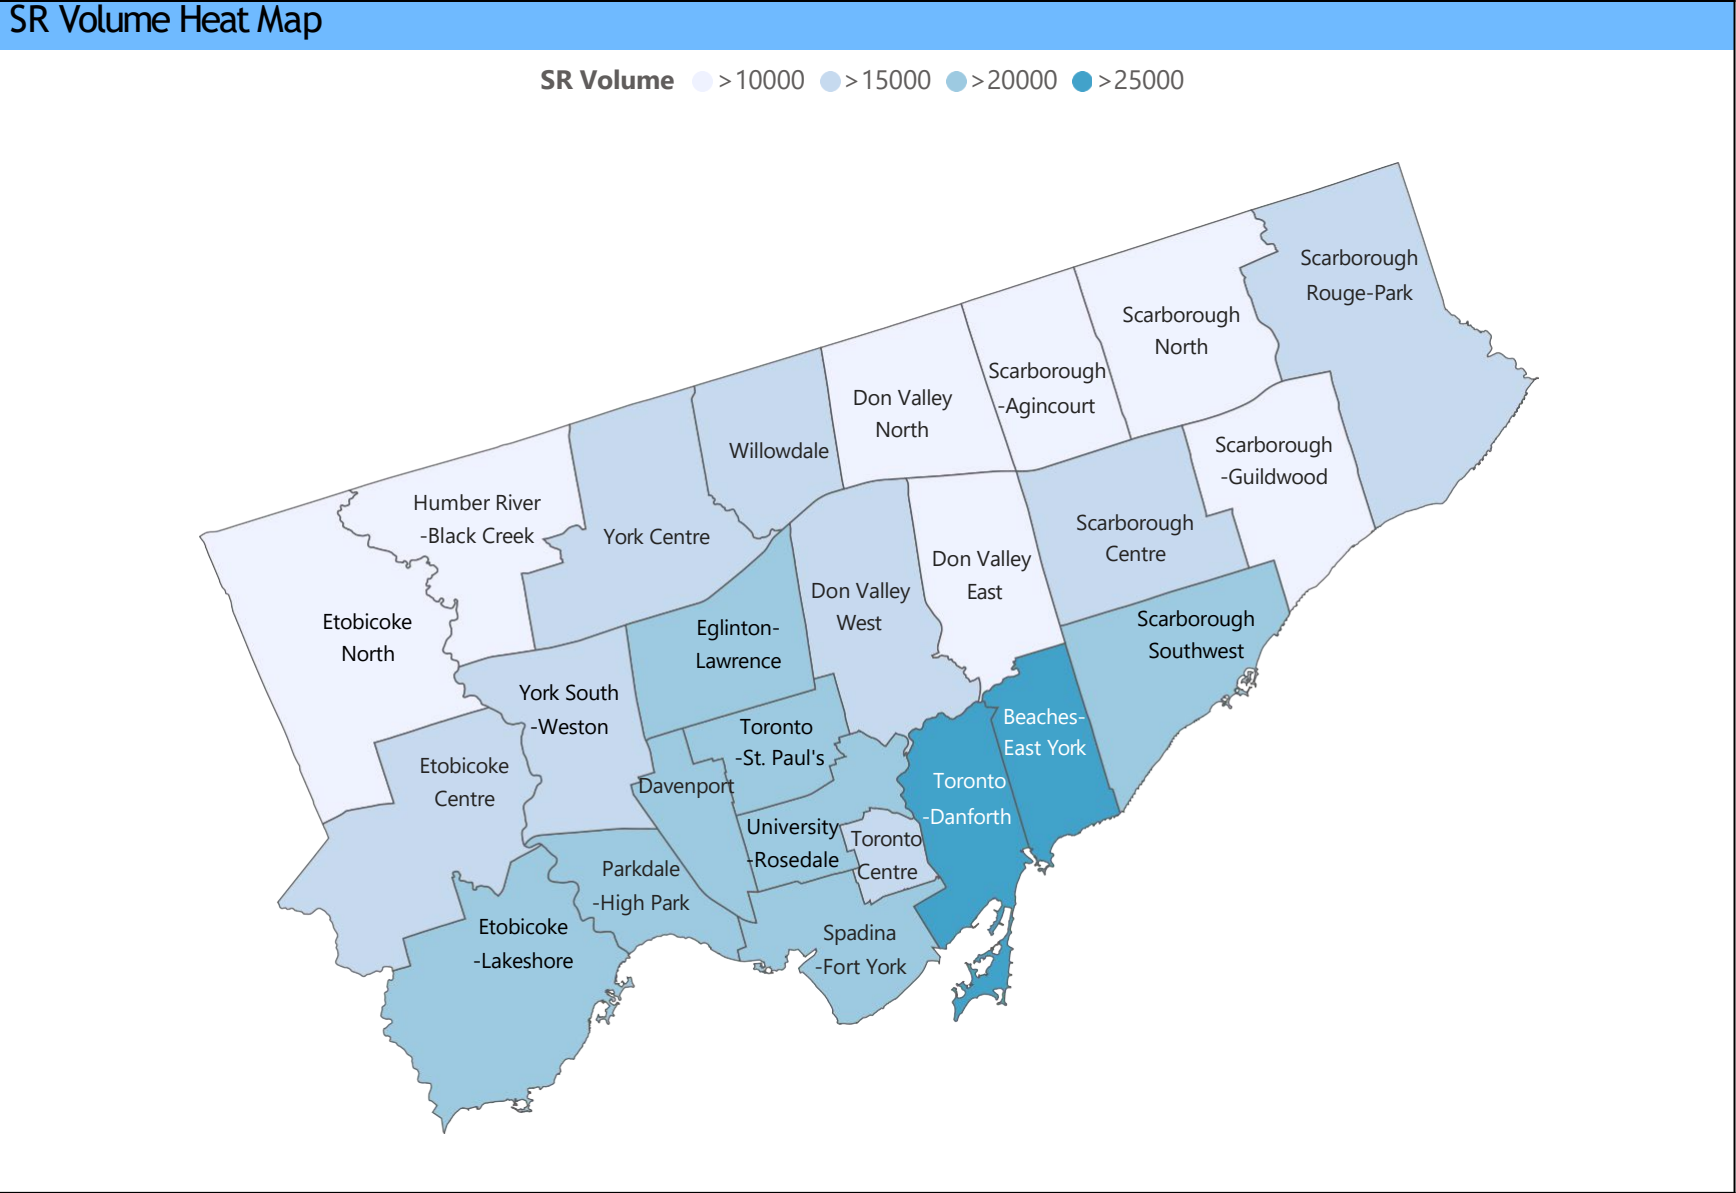 SR Volume Heat Map
SR Volume >10000 >15000 >20000 >25000
Scarborough
Rouge-Park
Scarborough
North
Scarborough
-Agincourt
Don Valley
North
Willowdale
Scarborough
-Guildwood
Humber River
-Black Creek
York Centre
Scarborough
Centre
Don Valley
East
Don Valley
West
Etobicoke
North
Eglinton-
Lawrence
Scarborough
Southwest
York South
-Weston
Toronto
-St. Paul's
Beaches-
East York
Etobicoke
Centre
Davenport
Toronto
-Danforth
University
-Rosedale
Toronto
Centre
Parkdale
-High Park
Etobicoke
-Lakeshore
Spadina
-Fort York